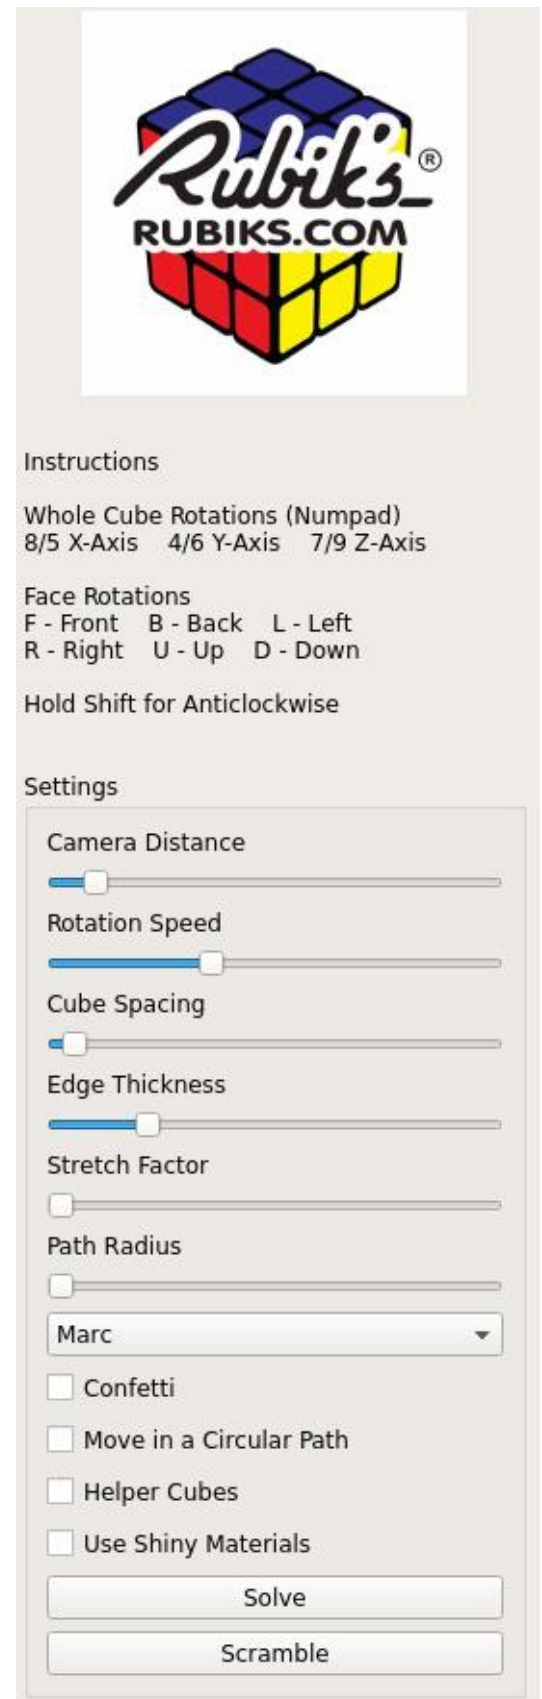 Rubik's
®
RUBIKS.COM
Instructions
Whole Cube Rotations (Numpad)
8/5 X-Axis 4/6 Y-Axis 7/9 Z-Axis
Face Rotations
F - Front B - Back L - Left
R - Right U - Up D - Down
Hold Shift for Anticlockwise
Settings
Camera Distance
Rotation Speed
Cube Spacing
Edge Thickness
Stretch Factor
Path Radius
Marc
Confetti
Move in a Circular Path
Helper Cubes
Use Shiny Materials
Solve
Scramble